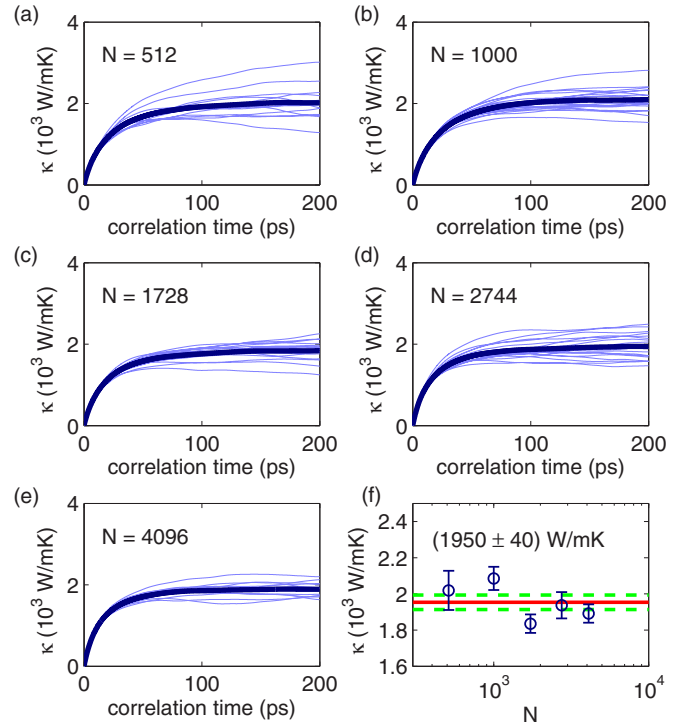 (a)
4
N = 512
2
κ (10³ W/mK)
0
0 100 200
correlation time (ps)
(b)
4
N = 1000
2
κ (10³ W/mK)
0
0 100 200
correlation time (ps)
(c)
4
N = 1728
2
κ (10³ W/mK)
0
0 100 200
correlation time (ps)
(d)
4
N = 2744
2
κ (10³ W/mK)
0
0 100 200
correlation time (ps)
(e)
4
N = 4096
2
κ (10³ W/mK)
0
0 100 200
correlation time (ps)
(f)
2.5
(1950 ± 40) W/mK
2.2
κ (10³ W/mK)
2
1.8
1.6
10³ 10⁴
N